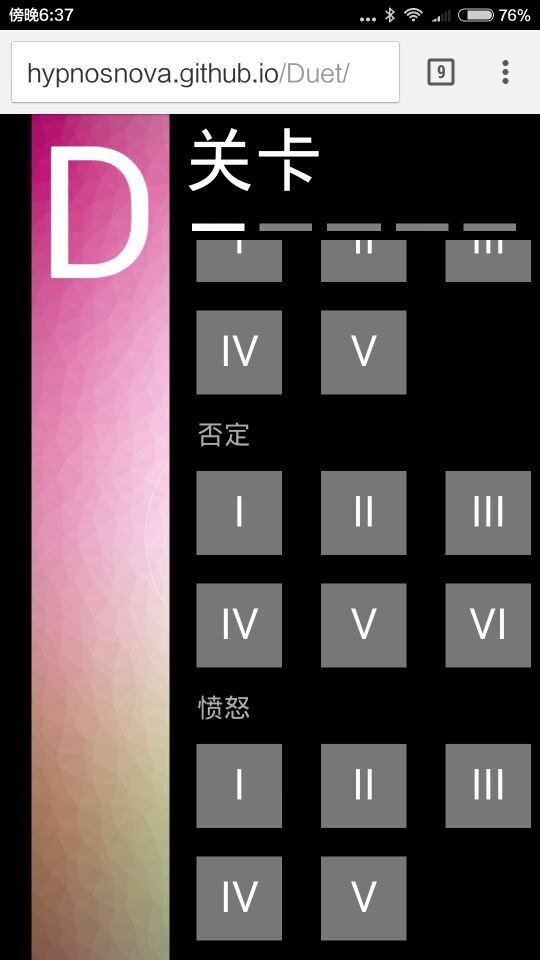 傍晚6:37 76%
hypnosnova.github.io/Duet/ 9
D
关卡
I II III
IV V
否定
I II III
IV V VI
愤怒
I II III
IV V